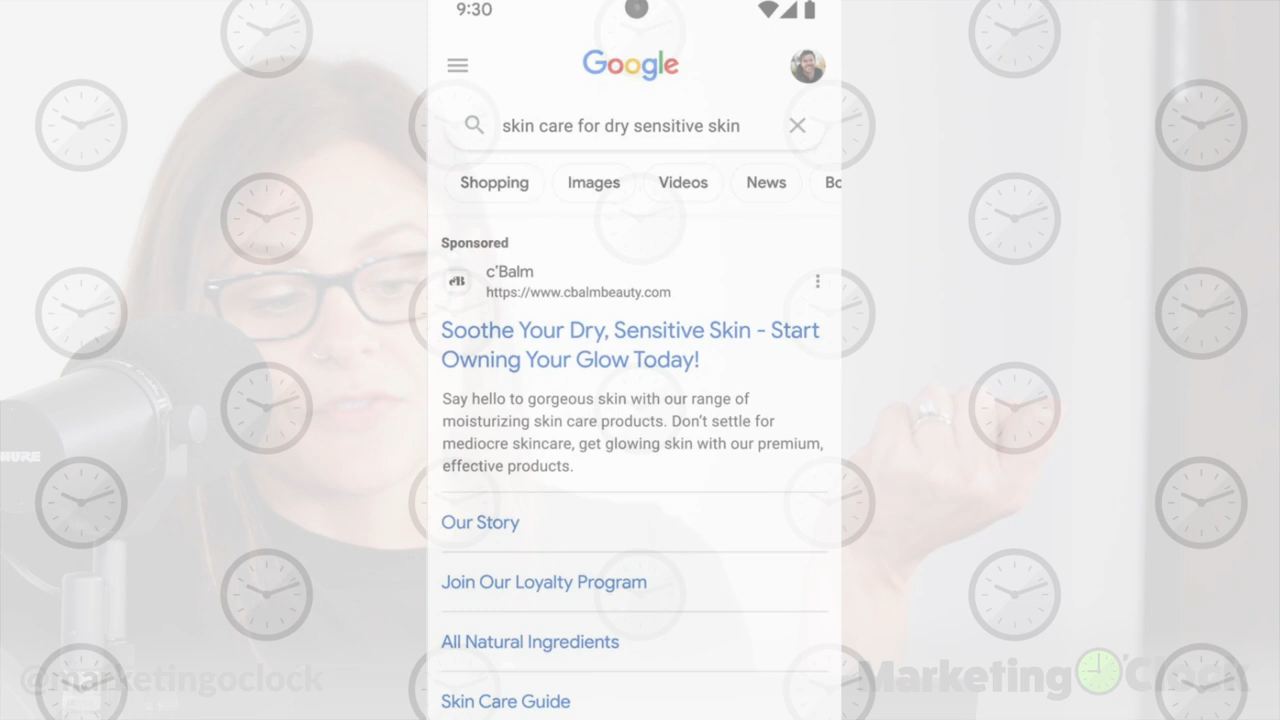 9:30
Google
skin care for dry sensitive skin
Shopping Images Videos News Bo
Sponsored
c'Balm
cB
https://www.cbalmbeauty.com
Soothe Your Dry, Sensitive Skin - Start
Owning Your Glow Today!
Say hello to gorgeous skin with our range of
moisturizing skin care products. Don't settle for
mediocre skincare, get glowing skin with our premium,
effective products.
HURE
Our Story
Join Our Loyalty Program
All Natural Ingredients
@marketingoclock
Marketing O'Clock
Skin Care Guide